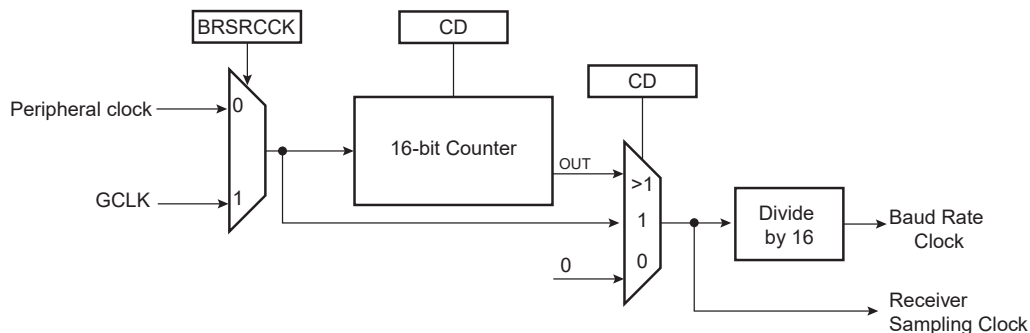 BRSRCCK
CD
CD
Peripheral clock
0
16-bit Counter
OUT
>1
GCLK
1
1
Divide
by 16
Baud Rate
Clock
0
0
Receiver
Sampling Clock